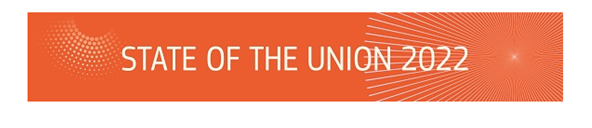 STATE OF THE UNION 2022